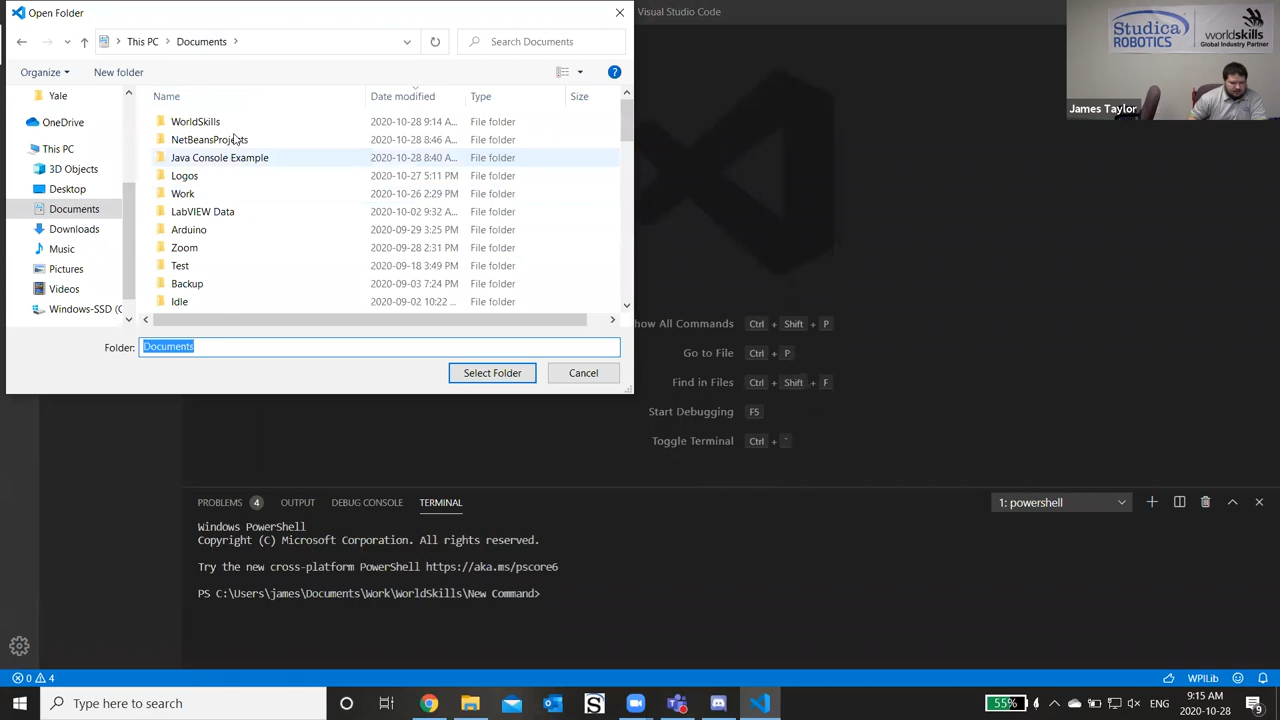 Open Folder
Visual Studio Code
This PC
Documents
Search Documents
Organize
New folder
Yale
OneDrive
This PC
3D Objects
Desktop
Documents
Downloads
Music
Pictures
Videos
Windows-SSD (
Name Date modified Type Size
WorldSkills 2020-10-28 9:14 A... File folder
NetBeansProjects 2020-10-28 8:46 A... File folder
Java Console Example 2020-10-28 8:40 A... File folder
Logos 2020-10-27 5:11 PM File folder
Work 2020-10-26 2:29 PM File folder
LabVIEW Data 2020-10-02 9:32 A... File folder
Arduino 2020-09-29 3:25 PM File folder
Zoom 2020-09-28 2:31 PM File folder
Test 2020-09-18 3:49 PM File folder
Backup 2020-09-03 7:24 PM File folder
Idle 2020-09-02 10:22 ... File folder
Folder: Documents
Select Folder
Cancel
Studica
ROBOTICS
worldskills
Global Industry Partner
James Taylor
how All Commands Ctrl + Shift + P
Go to File Ctrl + P
Find in Files Ctrl + Shift + F
Start Debugging F5
Toggle Terminal Ctrl + `
PROBLEMS 4 OUTPUT DEBUG CONSOLE TERMINAL
1: powershell
Windows PowerShell
Copyright (C) Microsoft Corporation. All rights reserved.
Try the new cross-platform PowerShell https://aka.ms/pscore6
PS C:\Users\james\Documents\Work\WorldSkills\New Command>
0 4
WPILib
Type here to search
55%
ENG
9:15 AM
2020-10-28
9